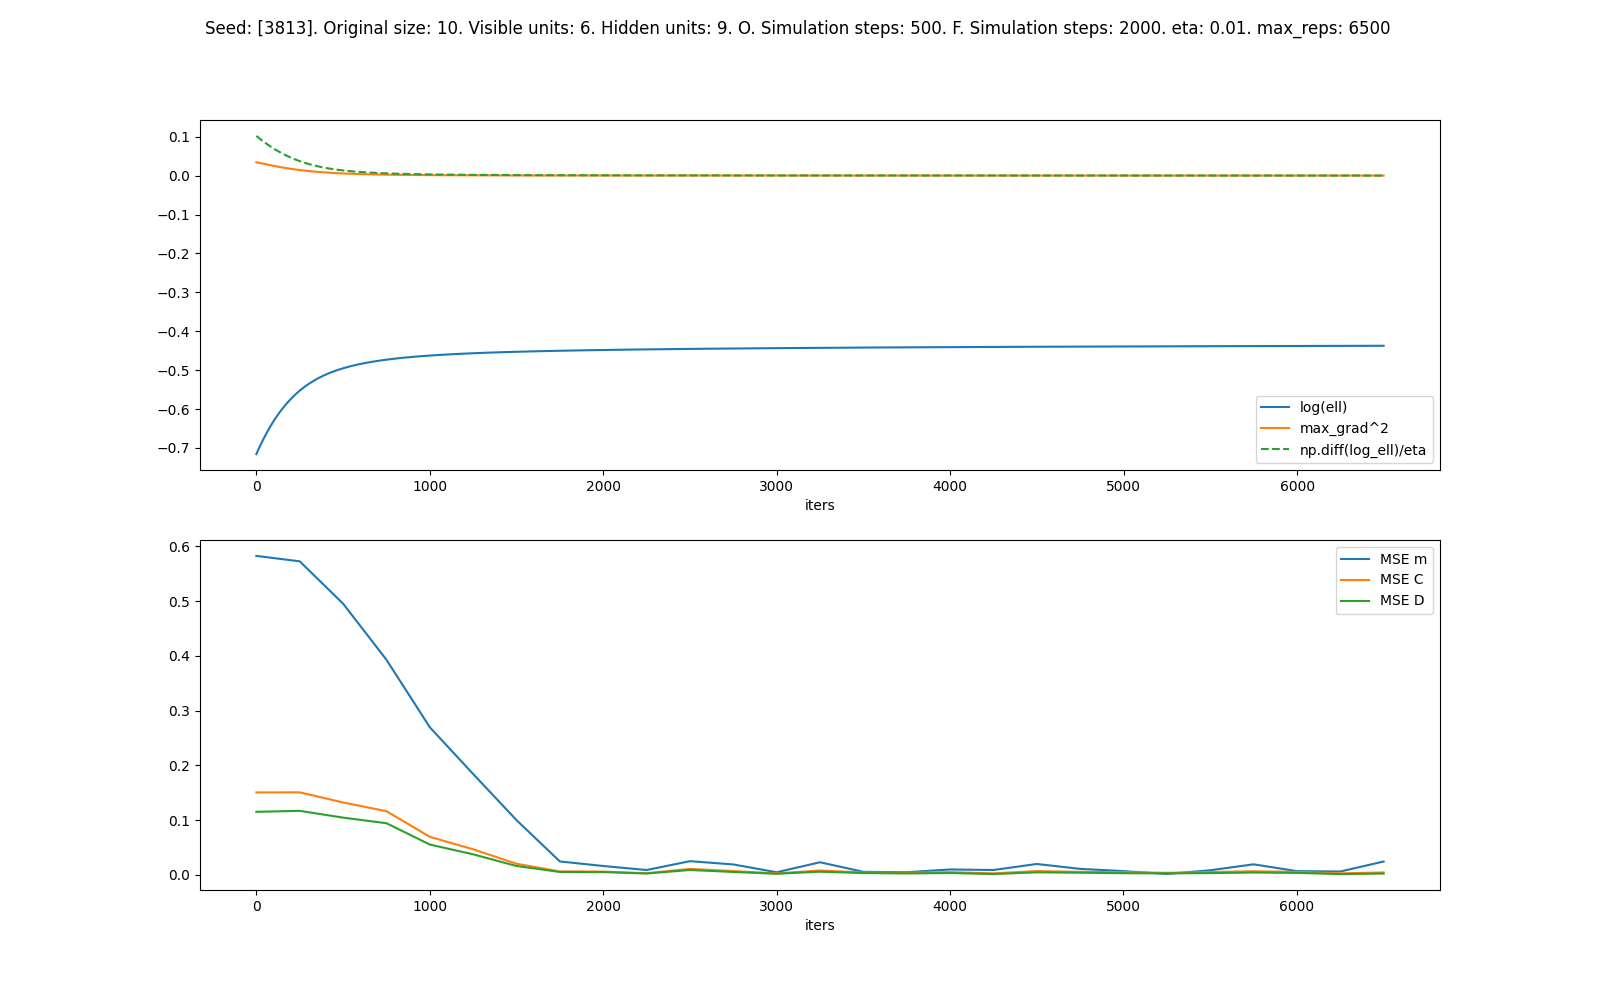 Seed: [3813]. Original size: 10. Visible units: 6. Hidden units: 9. O. Simulation steps: 500. F. Simulation steps: 2000. eta: 0.01. max_reps: 6500
0.1
0.0
−0.1
−0.2
−0.3
−0.4
−0.5
−0.6
−0.7
log(ell)
max_grad^2
np.diff(log_ell)/eta
0 1000 2000 3000 4000 5000 6000
iters
0.6
0.5
0.4
0.3
0.2
0.1
0.0
MSE m
MSE C
MSE D
0 1000 2000 3000 4000 5000 6000
iters